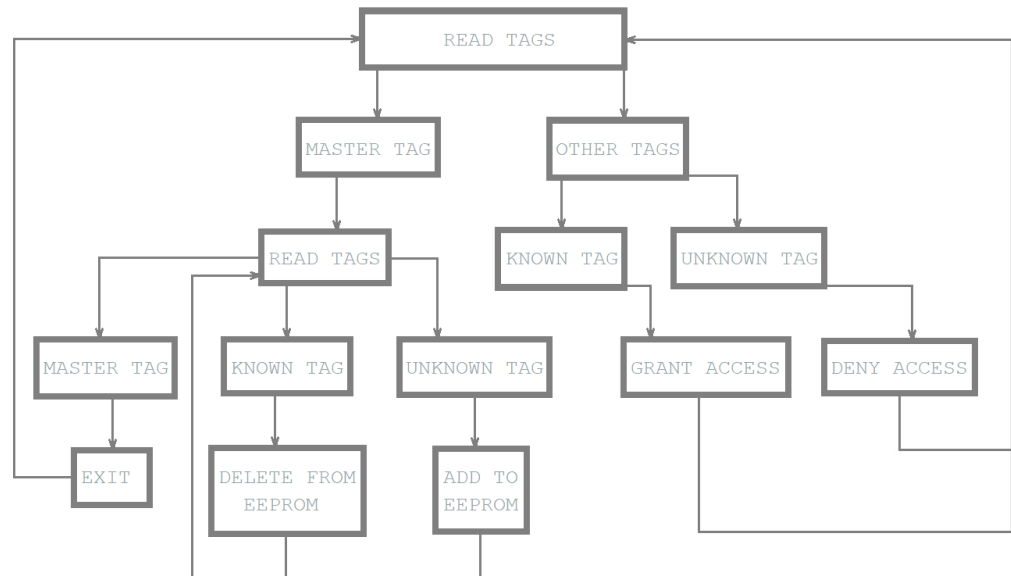 READ TAGS
MASTER TAG
OTHER TAGS
READ TAGS
KNOWN TAG
UNKNOWN TAG
MASTER TAG
KNOWN TAG
UNKNOWN TAG
GRANT ACCESS
DENY ACCESS
EXIT
DELETE FROM
EEPROM
ADD TO
EEPROM